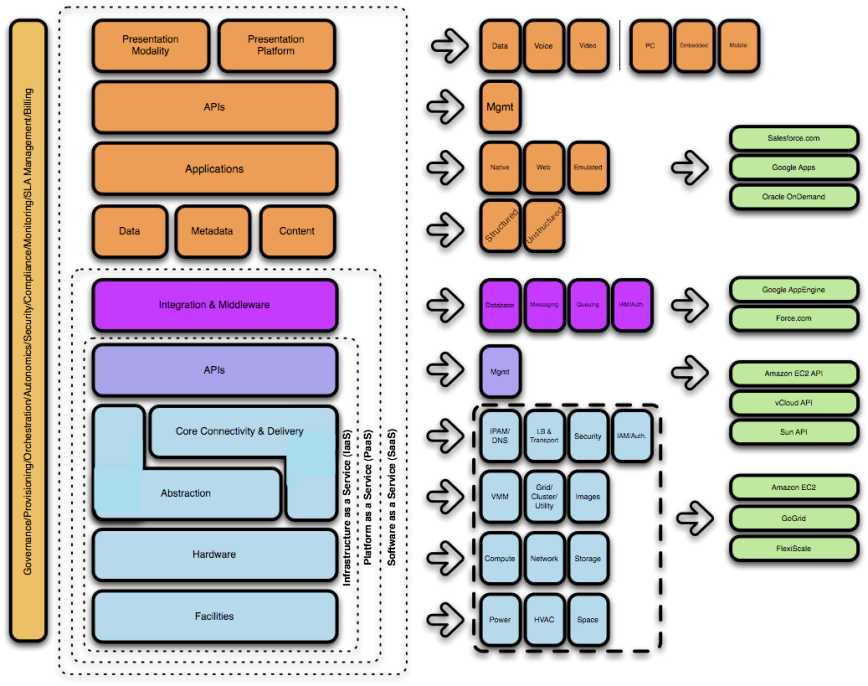 Governance/Provisioning/Orchestration/Autonomics/Security/Compliance/Monitoring/SLA Management/Billing
Presentation
Modality
Presentation
Platform
Data
Voice
Video
PC
Embedded
Mobile
APIs
Mgmt
Applications
Native
Web
Emulated
Salesforce.com
Google Apps
Oracle OnDemand
Data
Metadata
Content
Structured
Unstructured
Integration & Middleware
Database
Messaging
Queuing
IAM/Auth.
Google AppEngine
Force.com
APIs
Mgmt
Amazon EC2 API
vCloud API
Sun API
Core Connectivity & Delivery
IPAM/
DNS
LB &
Transport
Security
IAM/Auth.
Abstraction
VMM
Grid/
Cluster/
Utility
Images
Amazon EC2
GoGrid
FlexiScale
Hardware
Compute
Network
Storage
Facilities
Power
HVAC
Space
Infrastructure as a Service (IaaS)
Platform as a Service (PaaS)
Software as a Service (SaaS)